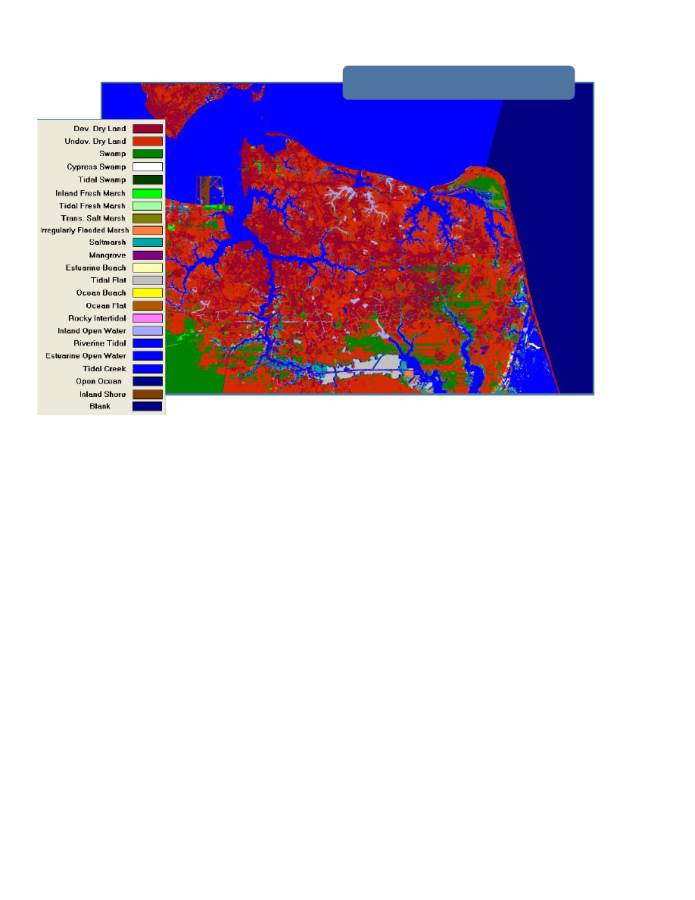 Dev. Dry Land
Undev. Dry Land
Swamp
Cypress Swamp
Tidal Swamp
Inland Fresh Marsh
Tidal Fresh Marsh
Trans. Salt Marsh
Irregularly Flooded Marsh
Saltmarsh
Mangrove
Estuarine Beach
Tidal Flat
Ocean Beach
Ocean Flat
Rocky Intertidal
Inland Open Water
Riverine Tidal
Estuarine Open Water
Tidal Creek
Open Ocean
Inland Shore
Blank